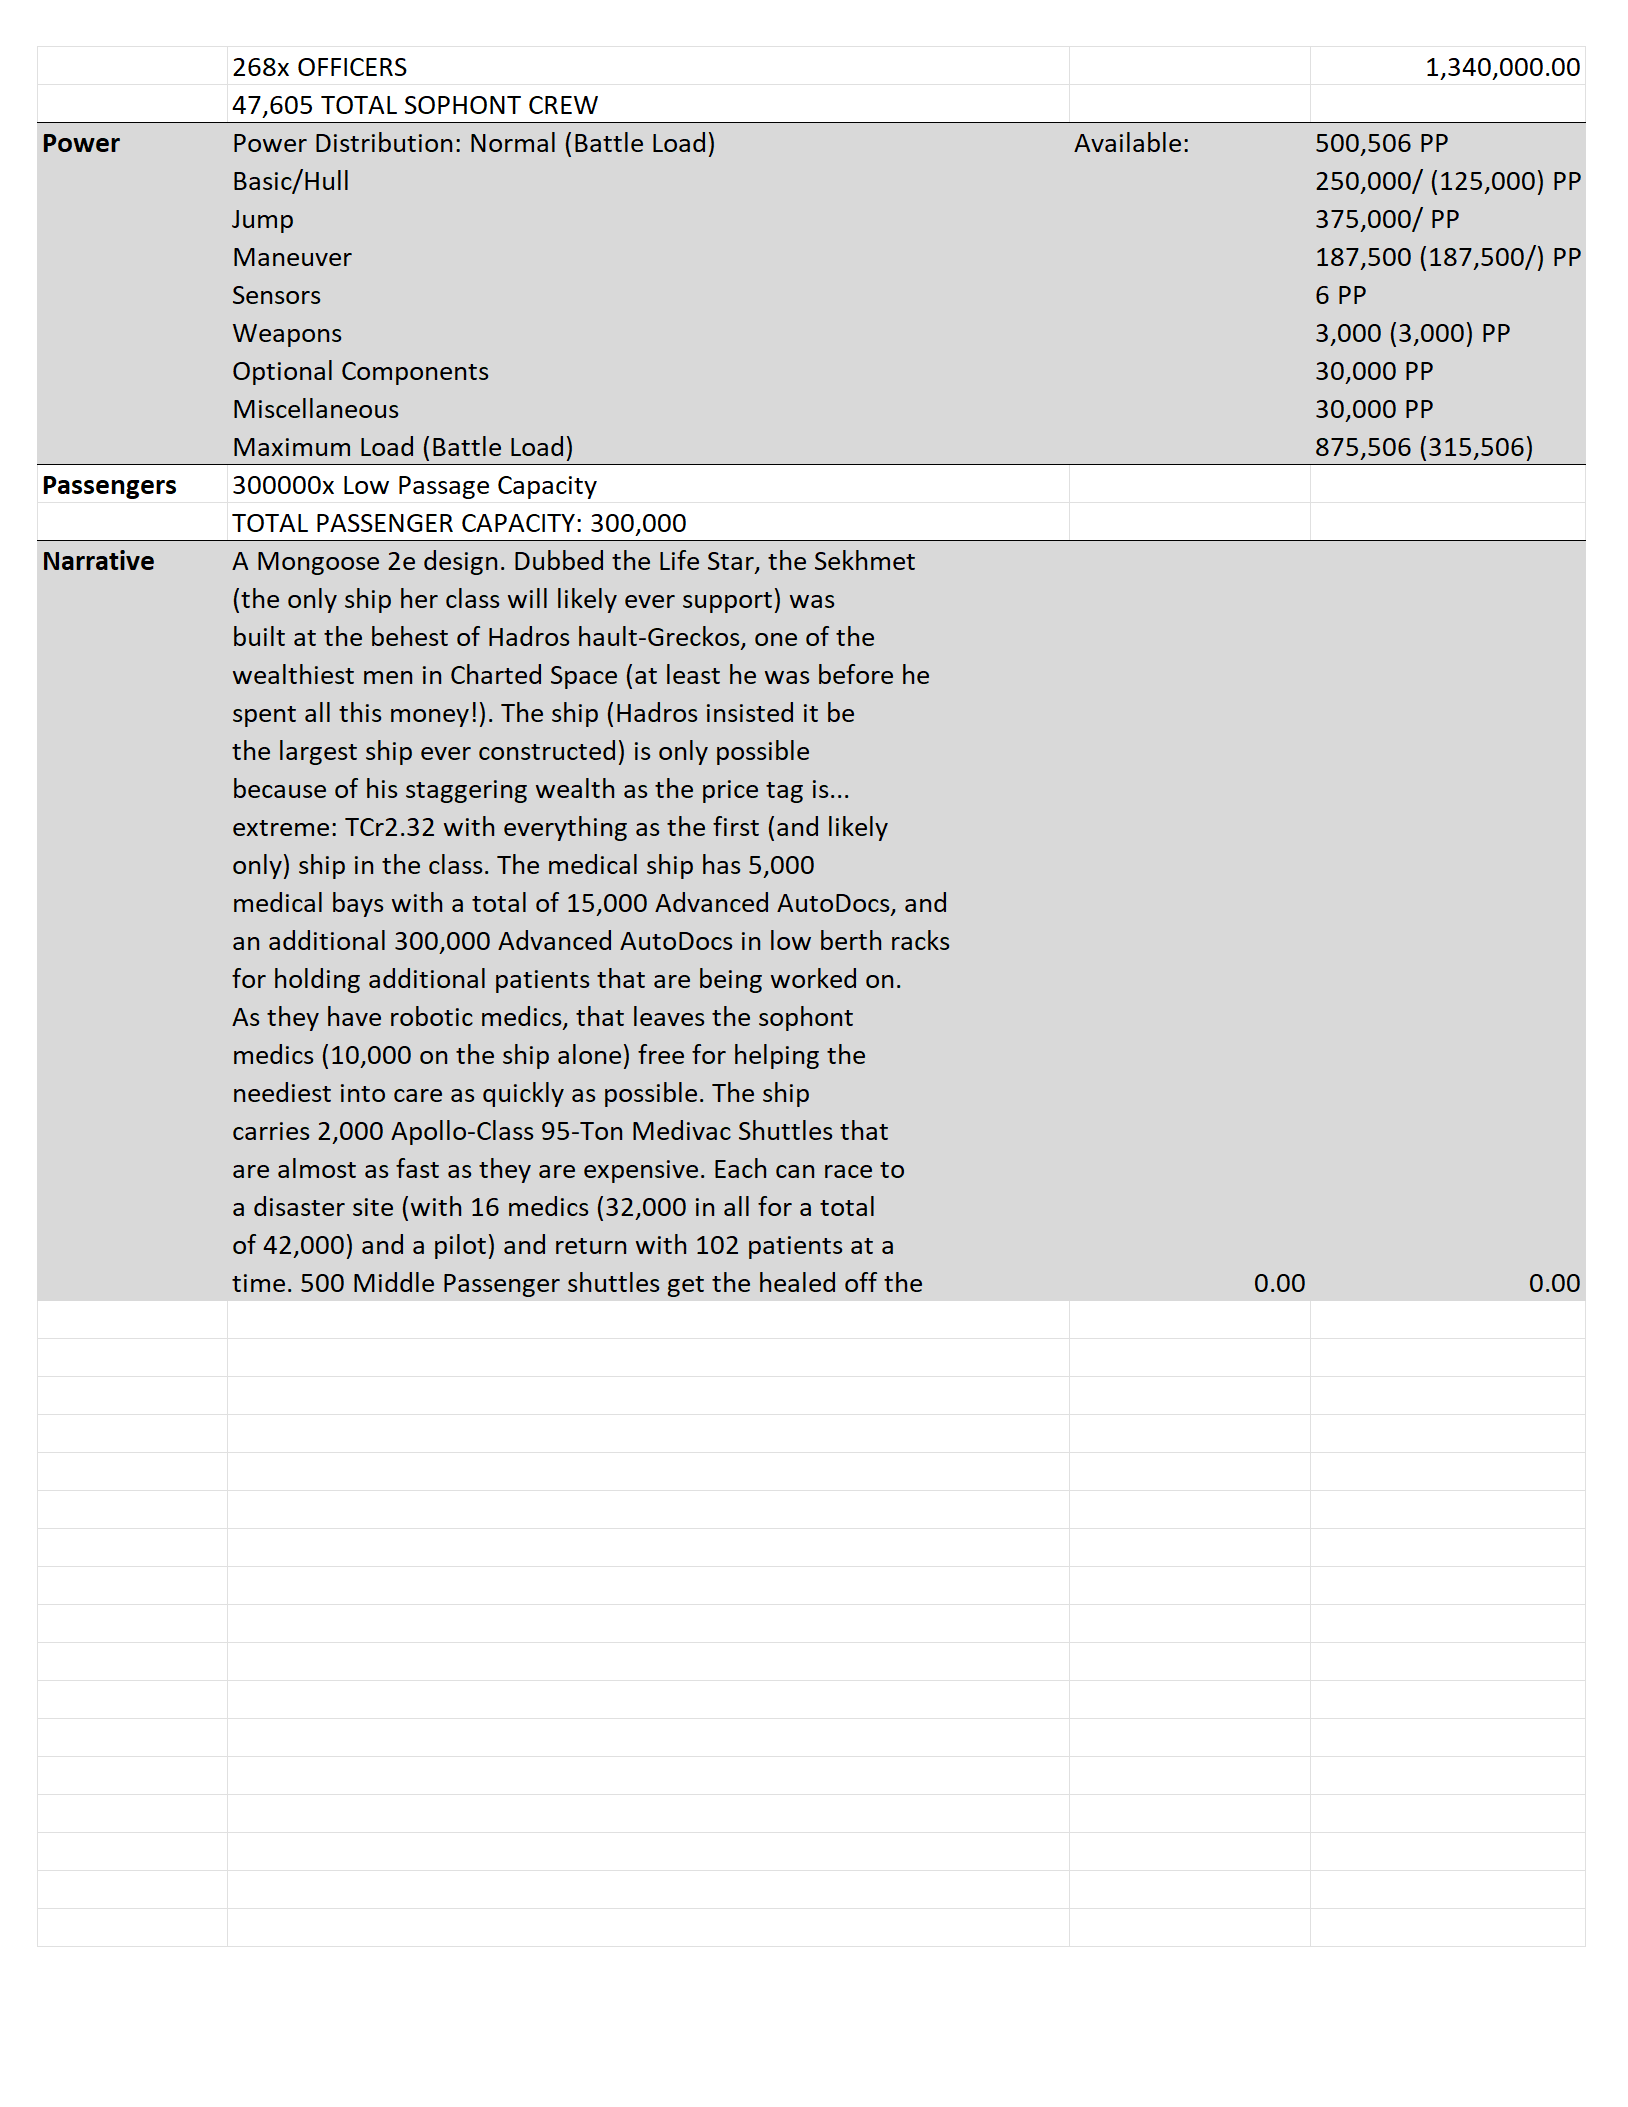 268x OFFICERS 1,340,000.00
47,605 TOTAL SOPHONT CREW
Power Power Distribution: Normal (Battle Load) Available: 500,506 PP
Basic/Hull 250,000/ (125,000) PP
Jump 375,000/ PP
Maneuver 187,500 (187,500/) PP
Sensors 6 PP
Weapons 3,000 (3,000) PP
Optional Components 30,000 PP
Miscellaneous 30,000 PP
Maximum Load (Battle Load) 875,506 (315,506)
Passengers 300000x Low Passage Capacity
TOTAL PASSENGER CAPACITY: 300,000
Narrative A Mongoose 2e design. Dubbed the Life Star, the Sekhmet
(the only ship her class will likely ever support) was
built at the behest of Hadros hault-Greckos, one of the
wealthiest men in Charted Space (at least he was before he
spent all this money!). The ship (Hadros insisted it be
the largest ship ever constructed) is only possible
because of his staggering wealth as the price tag is...
extreme: TCr2.32 with everything as the first (and likely
only) ship in the class. The medical ship has 5,000
medical bays with a total of 15,000 Advanced AutoDocs, and
an additional 300,000 Advanced AutoDocs in low berth racks
for holding additional patients that are being worked on.
As they have robotic medics, that leaves the sophont
medics (10,000 on the ship alone) free for helping the
neediest into care as quickly as possible. The ship
carries 2,000 Apollo-Class 95-Ton Medivac Shuttles that
are almost as fast as they are expensive. Each can race to
a disaster site (with 16 medics (32,000 in all for a total
of 42,000) and a pilot) and return with 102 patients at a
time. 500 Middle Passenger shuttles get the healed off the 0.00 0.00